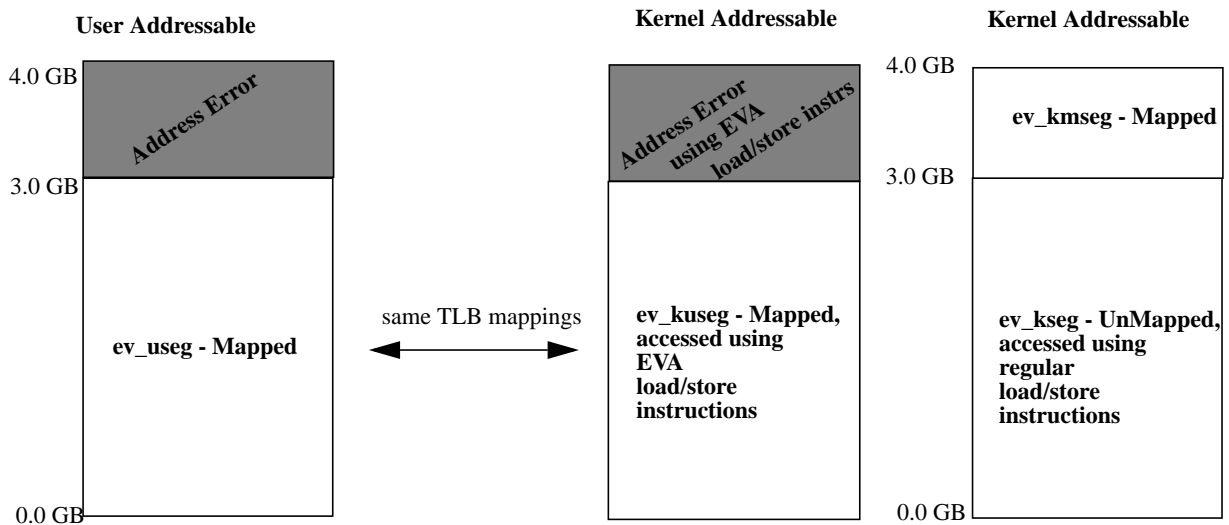 User Addressable
4.0 GB
Address Error
3.0 GB
ev_useg - Mapped
0.0 GB
same TLB mappings
Kernel Addressable
Address Error
using EVA
load/store instrs
ev_kuseg - Mapped,
accessed using
EVA
load/store
instructions
Kernel Addressable
4.0 GB
ev_kmseg - Mapped
3.0 GB
ev_kseg - UnMapped,
accessed using
regular
load/store
instructions
0.0 GB